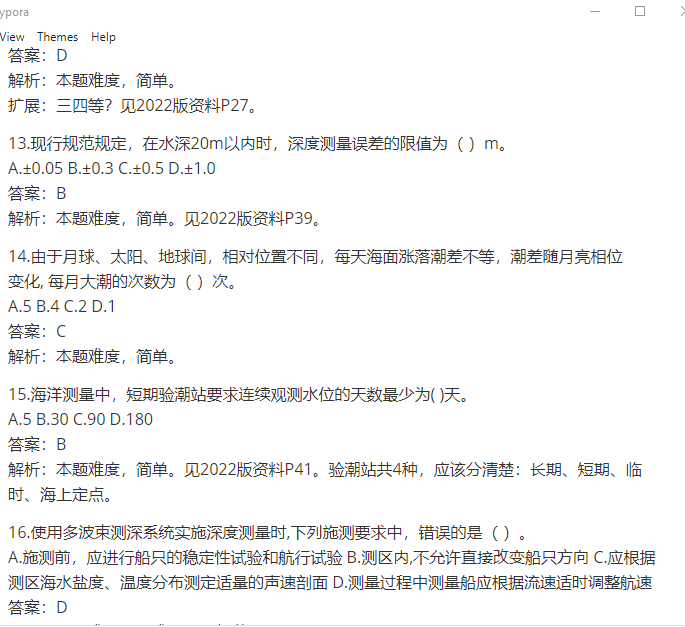 ypora
View Themes Help
答案：D
解析：本题难度，简单。
扩展：三四等？见2022版资料P27。
13.现行规范规定，在水深20m以内时，深度测量误差的限值为（ ）m。
A.±0.05 B.±0.3 C.±0.5 D.±1.0
答案：B
解析：本题难度，简单。见2022版资料P39。
14.由于月球、太阳、地球间，相对位置不同，每天海面涨落潮差不等，潮差随月亮相位
变化, 每月大潮的次数为（ ）次。
A.5 B.4 C.2 D.1
答案：C
解析：本题难度，简单。
15.海洋测量中，短期验潮站要求连续观测水位的天数最少为( )天。
A.5 B.30 C.90 D.180
答案：B
解析：本题难度，简单。见2022版资料P41。验潮站共4种，应该分清楚：长期、短期、临
时、海上定点。
16.使用多波束测深系统实施深度测量时,下列施测要求中，错误的是（ ）。
A.施测前，应进行船只的稳定性试验和航行试验 B.测区内,不允许直接改变船只方向 C.应根据
测区海水盐度、温度分布测定适量的声速剖面 D.测量过程中测量船应根据流速适时调整航速
答案：D